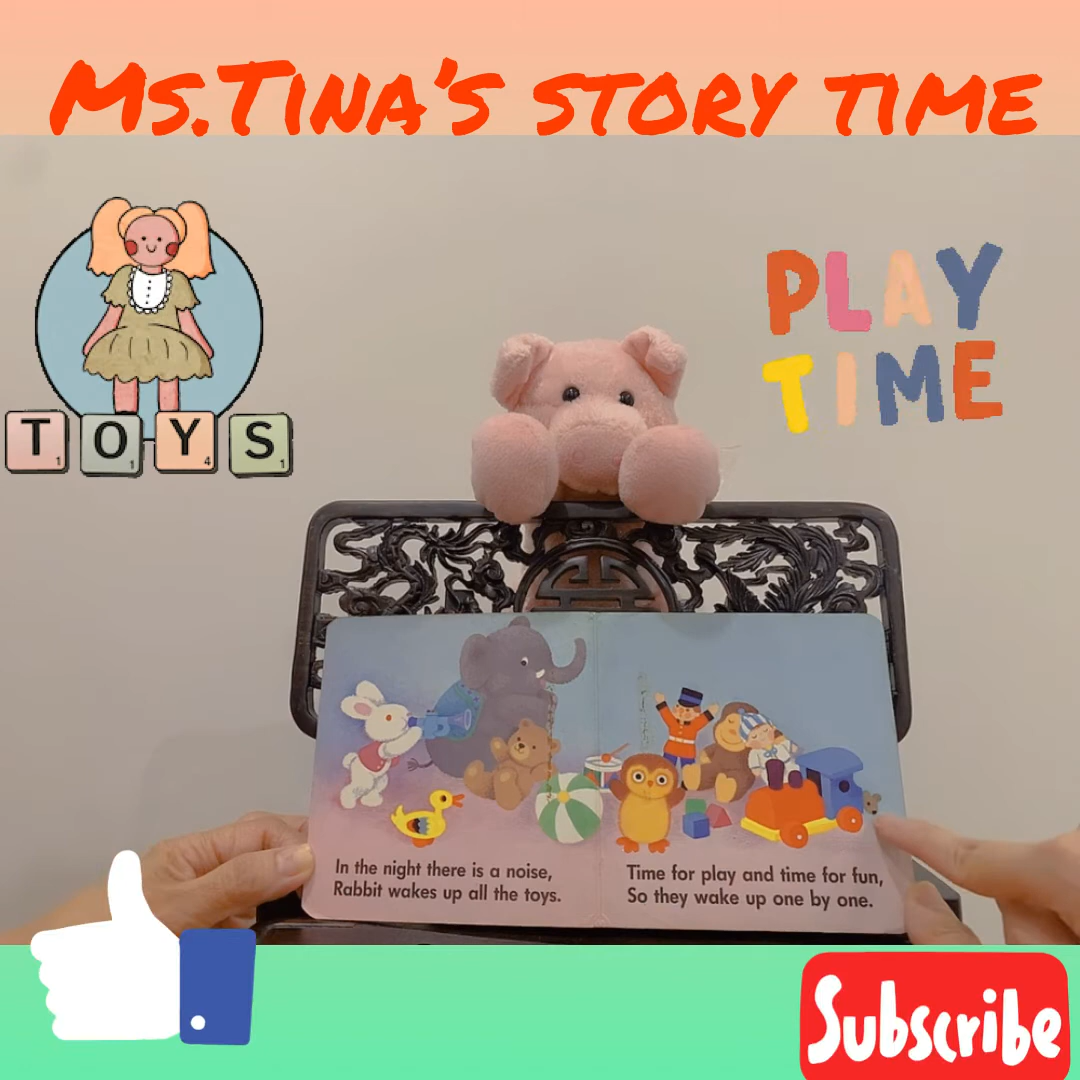 Ms.Tina's story time
PLAY
TIME
TOYS
In the night there is a noise,
Rabbit wakes up all the toys.
Time for play and time for fun,
So they wake up one by one.
Subscribe